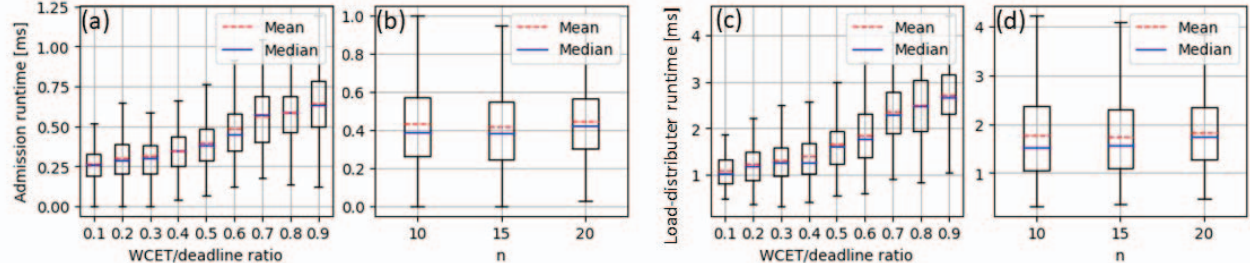 (a)
Mean
Median
Admission runtime [ms]
1.25
1.00
0.75
0.50
0.25
0.00
0.1 0.2 0.3 0.4 0.5 0.6 0.7 0.8 0.9
WCET/deadline ratio
(b)
Mean
Median
1.0
0.8
0.6
0.4
0.2
0.0
10 15 20
n
(c)
Mean
Median
Load-distributer runtime [ms]
4
3
2
1
0.1 0.2 0.3 0.4 0.5 0.6 0.7 0.8 0.9
WCET/deadline ratio
(d)
Mean
Median
4
3
2
1
10 15 20
n